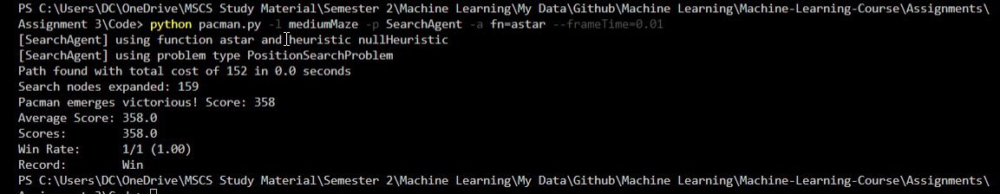 PS C:\Users\DC\OneDrive\MSCS Study Material\Semester 2\Machine Learning\My Data\Github\Machine Learning\Machine-Learning-Course\Assignments\
Assignment 3\Code> python pacman.py -l mediumMaze -p SearchAgent -a fn=astar --frameTime=0.01
[SearchAgent] using function astar and heuristic nullHeuristic
[SearchAgent] using problem type PositionSearchProblem
Path found with total cost of 152 in 0.0 seconds
Search nodes expanded: 159
Pacman emerges victorious! Score: 358
Average Score: 358.0
Scores:        358.0
Win Rate:      1/1 (1.00)
Record:        Win
PS C:\Users\DC\OneDrive\MSCS Study Material\Semester 2\Machine Learning\My Data\Github\Machine Learning\Machine-Learning-Course\Assignments\
Assignment 3\Code>